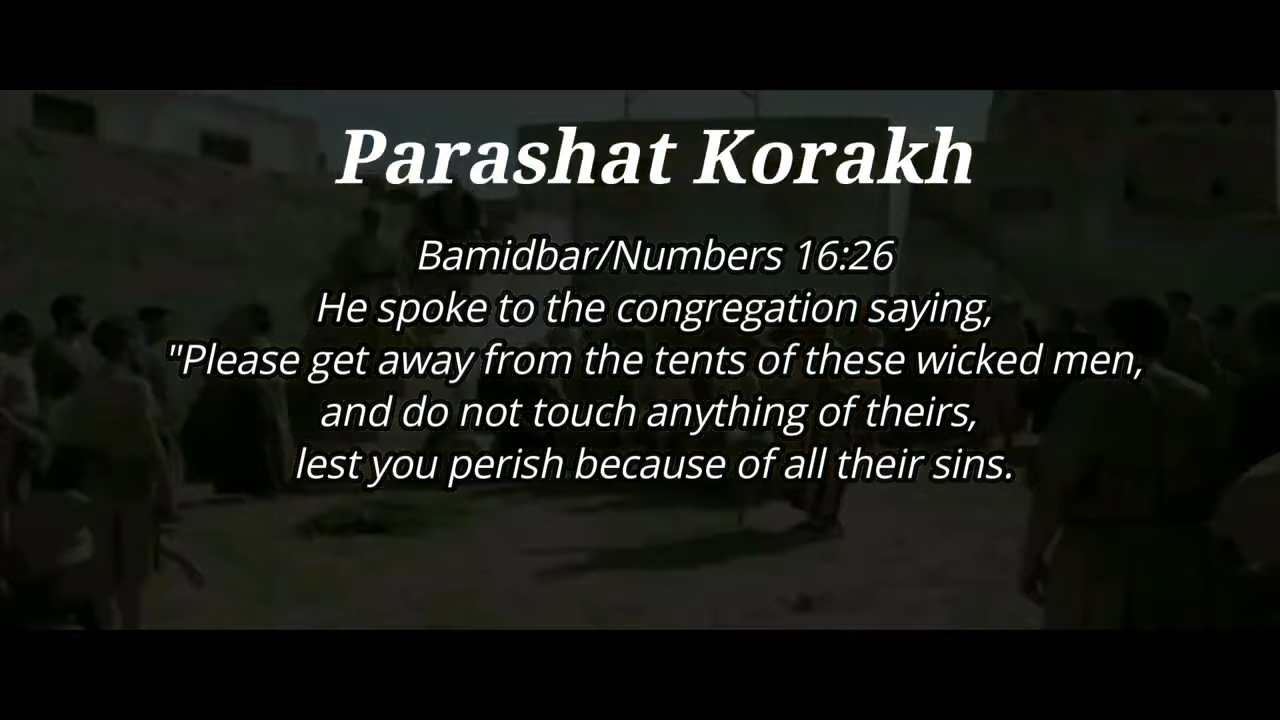 Parashat Korakh
Bamidbar/Numbers 16:26
He spoke to the congregation saying,
"Please get away from the tents of these wicked men,
and do not touch anything of theirs,
lest you perish because of all their sins.